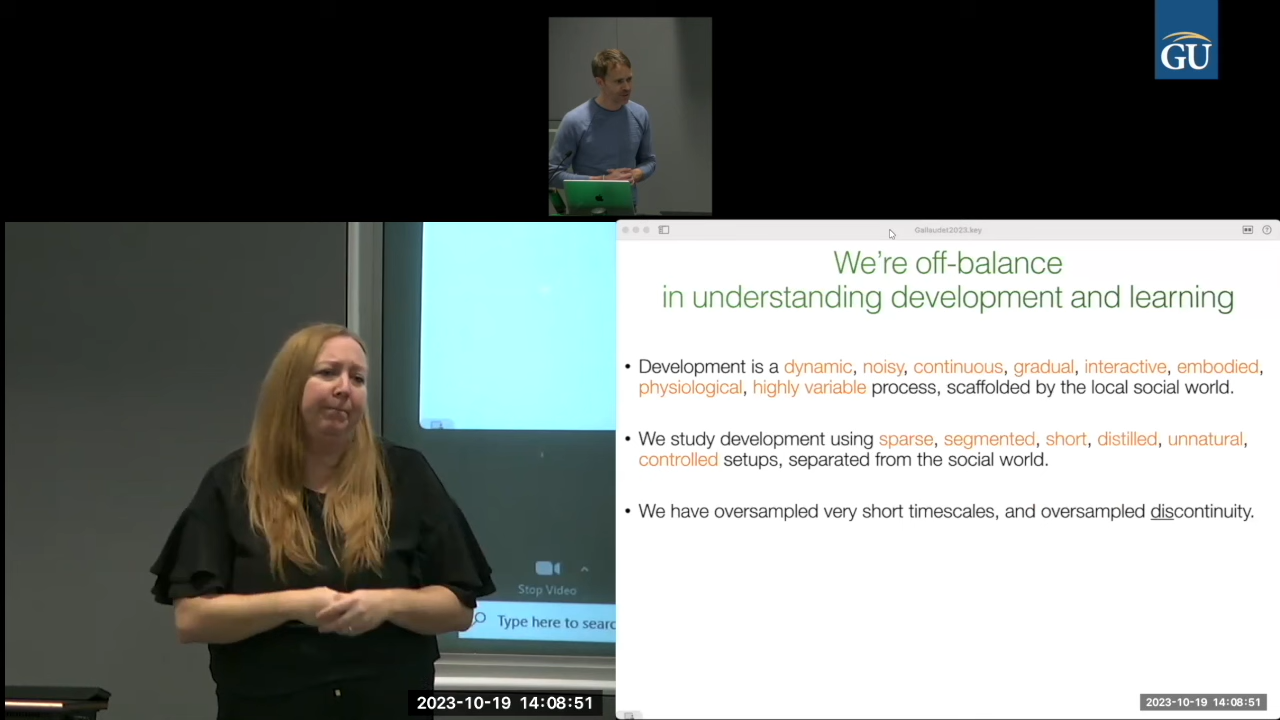 GU
Gallaudet2023.key
We're off-balance
in understanding development and learning
• Development is a dynamic, noisy, continuous, gradual, interactive, embodied,
physiological, highly variable process, scaffolded by the local social world.
• We study development using sparse, segmented, short, distilled, unnatural,
controlled setups, separated from the social world.
• We have oversampled very short timescales, and oversampled discontinuity.
Stop Video
Type here to searc
2023-10-19 14:08:51
2023-10-19 14:08:51